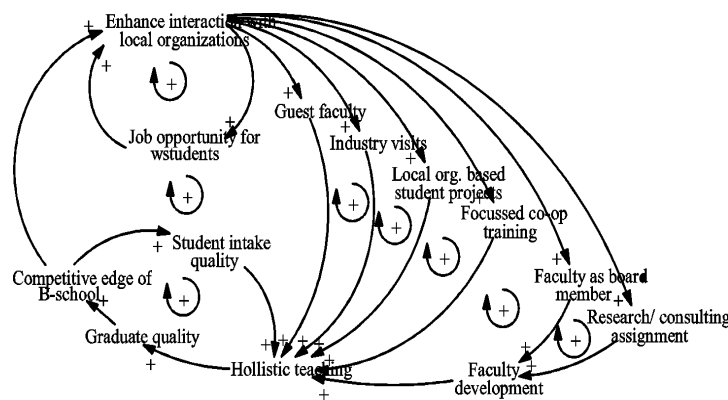 Enhance interaction with
local organizations
Guest faculty
Job opportunity for
wstudents
Industry visits
Local org. based
student projects
Focussed co-op
training
Student intake
quality
Competitive edge of
B-school
Faculty as board
member
Research/ consulting
assignment
Graduate quality
Hollistic teaching
Faculty
development